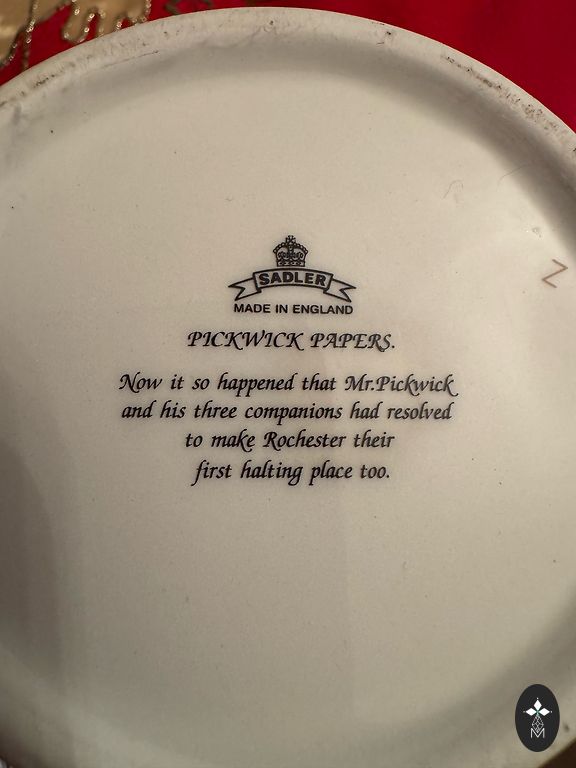 SADLER
MADE IN ENGLAND
PICKWICK PAPERS.
Now it so happened that Mr.Pickwick
and his three companions had resolved
to make Rochester their
first halting place too.
Z
M